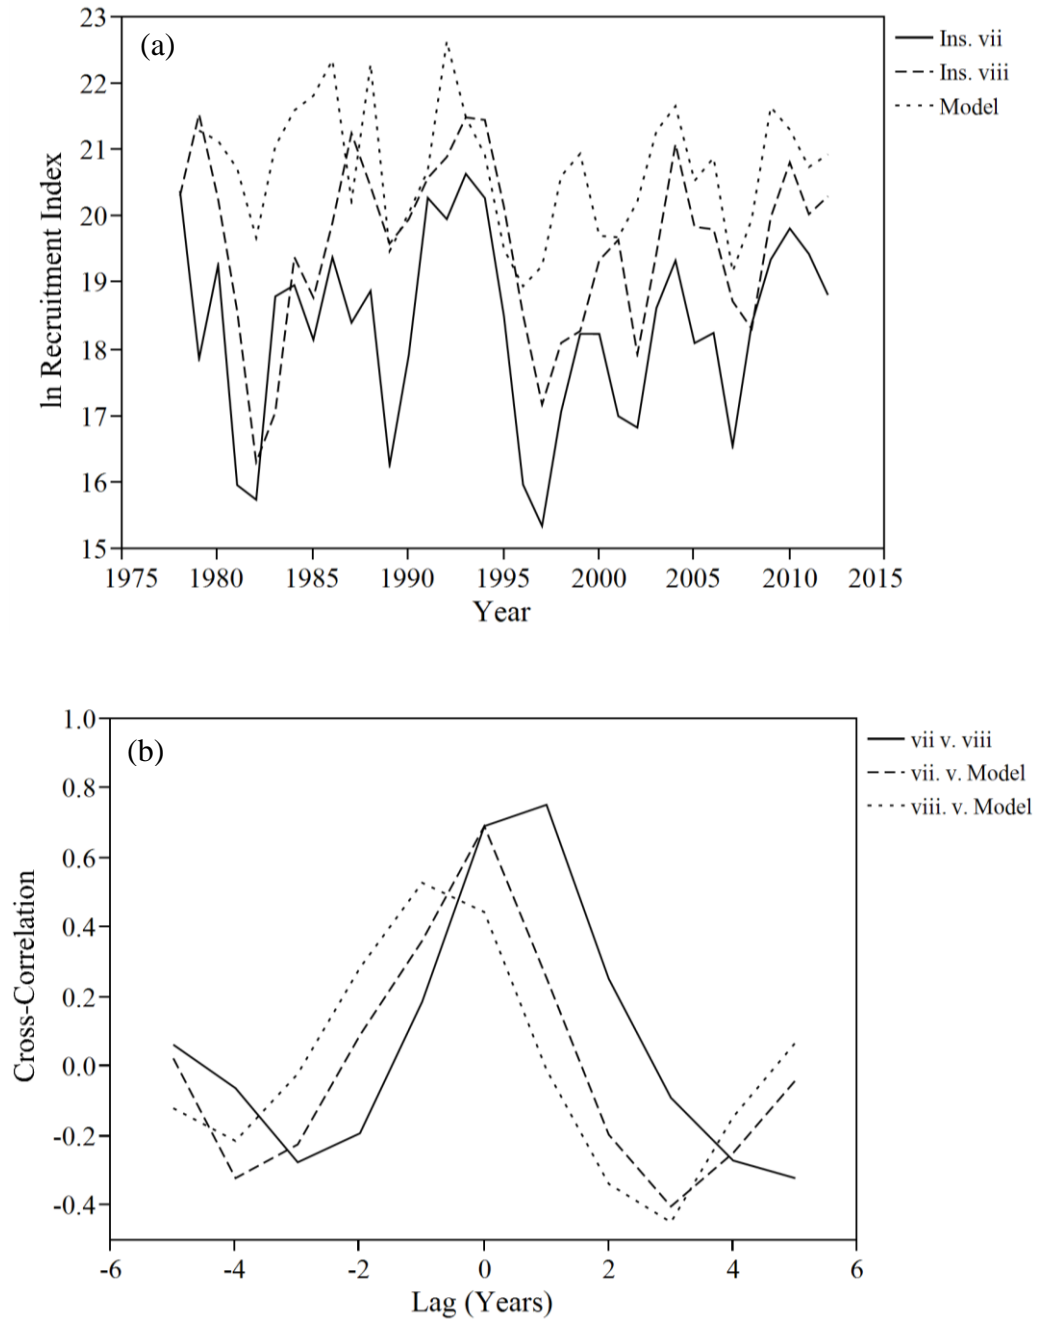 (a)
23
22
21
20
19
18
17
16
15
ln Recruitment Index
1975 1980 1985 1990 1995 2000 2005 2010 2015
Year
Ins. vii
Ins. viii
Model
(b)
1.0
0.8
0.6
0.4
0.2
0.0
-0.2
-0.4
Cross-Correlation
-6 -4 -2 0 2 4 6
Lag (Years)
vii v. viii
vii. v. Model
viii. v. Model